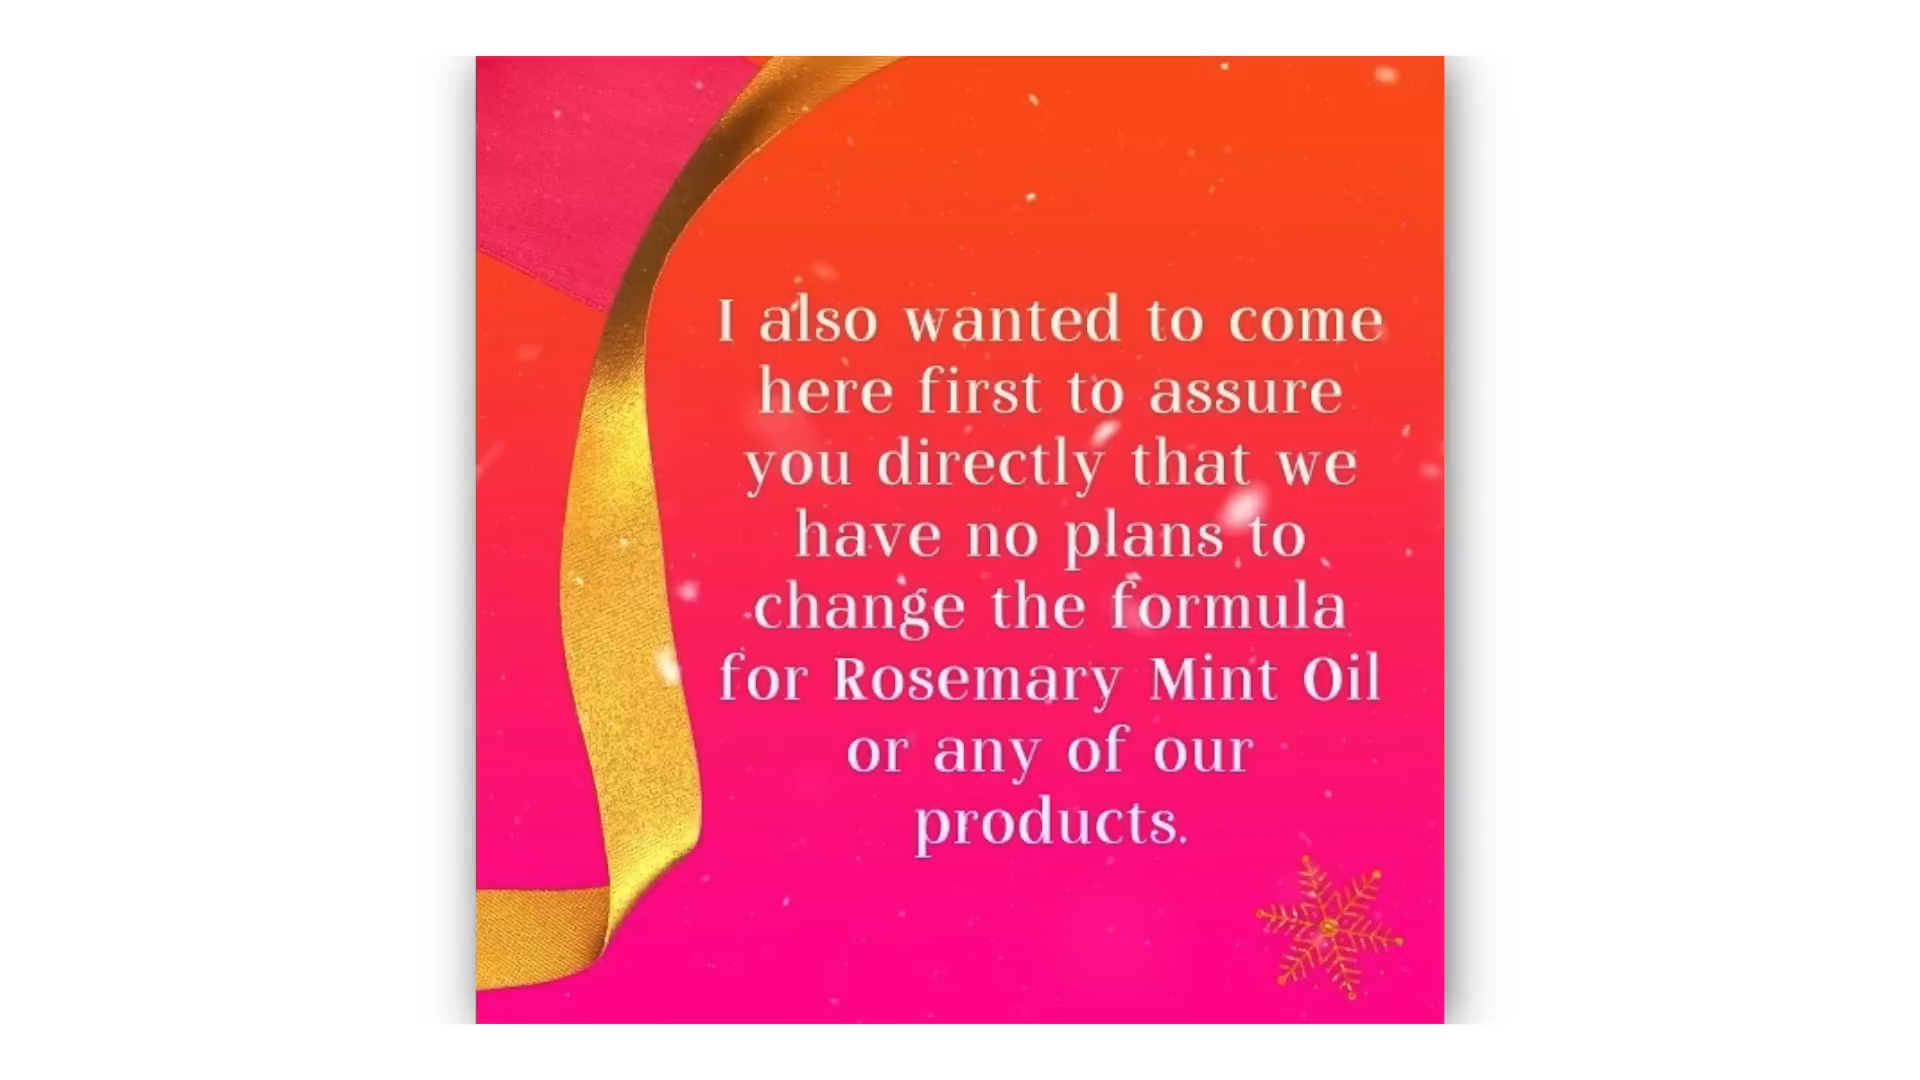 I also wanted to come
here first to assure
you directly that we
have no plans to
change the formula
for Rosemary Mint Oil
or any of our
products.